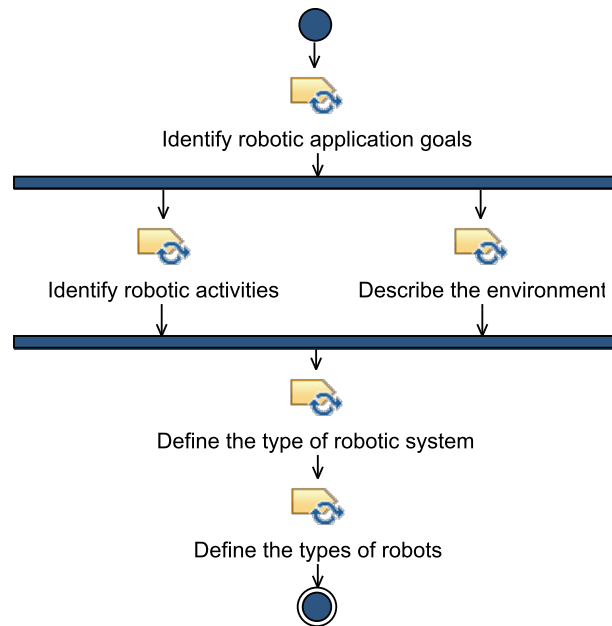 Identify robotic application goals
Identify robotic activities
Describe the environment
Define the type of robotic system
Define the types of robots